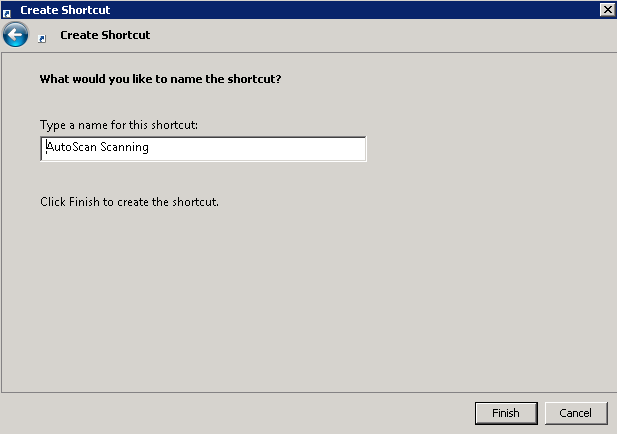 Create Shortcut
Create Shortcut
What would you like to name the shortcut?
Type a name for this shortcut:
AutoScan Scanning
Click Finish to create the shortcut.
Finish Cancel